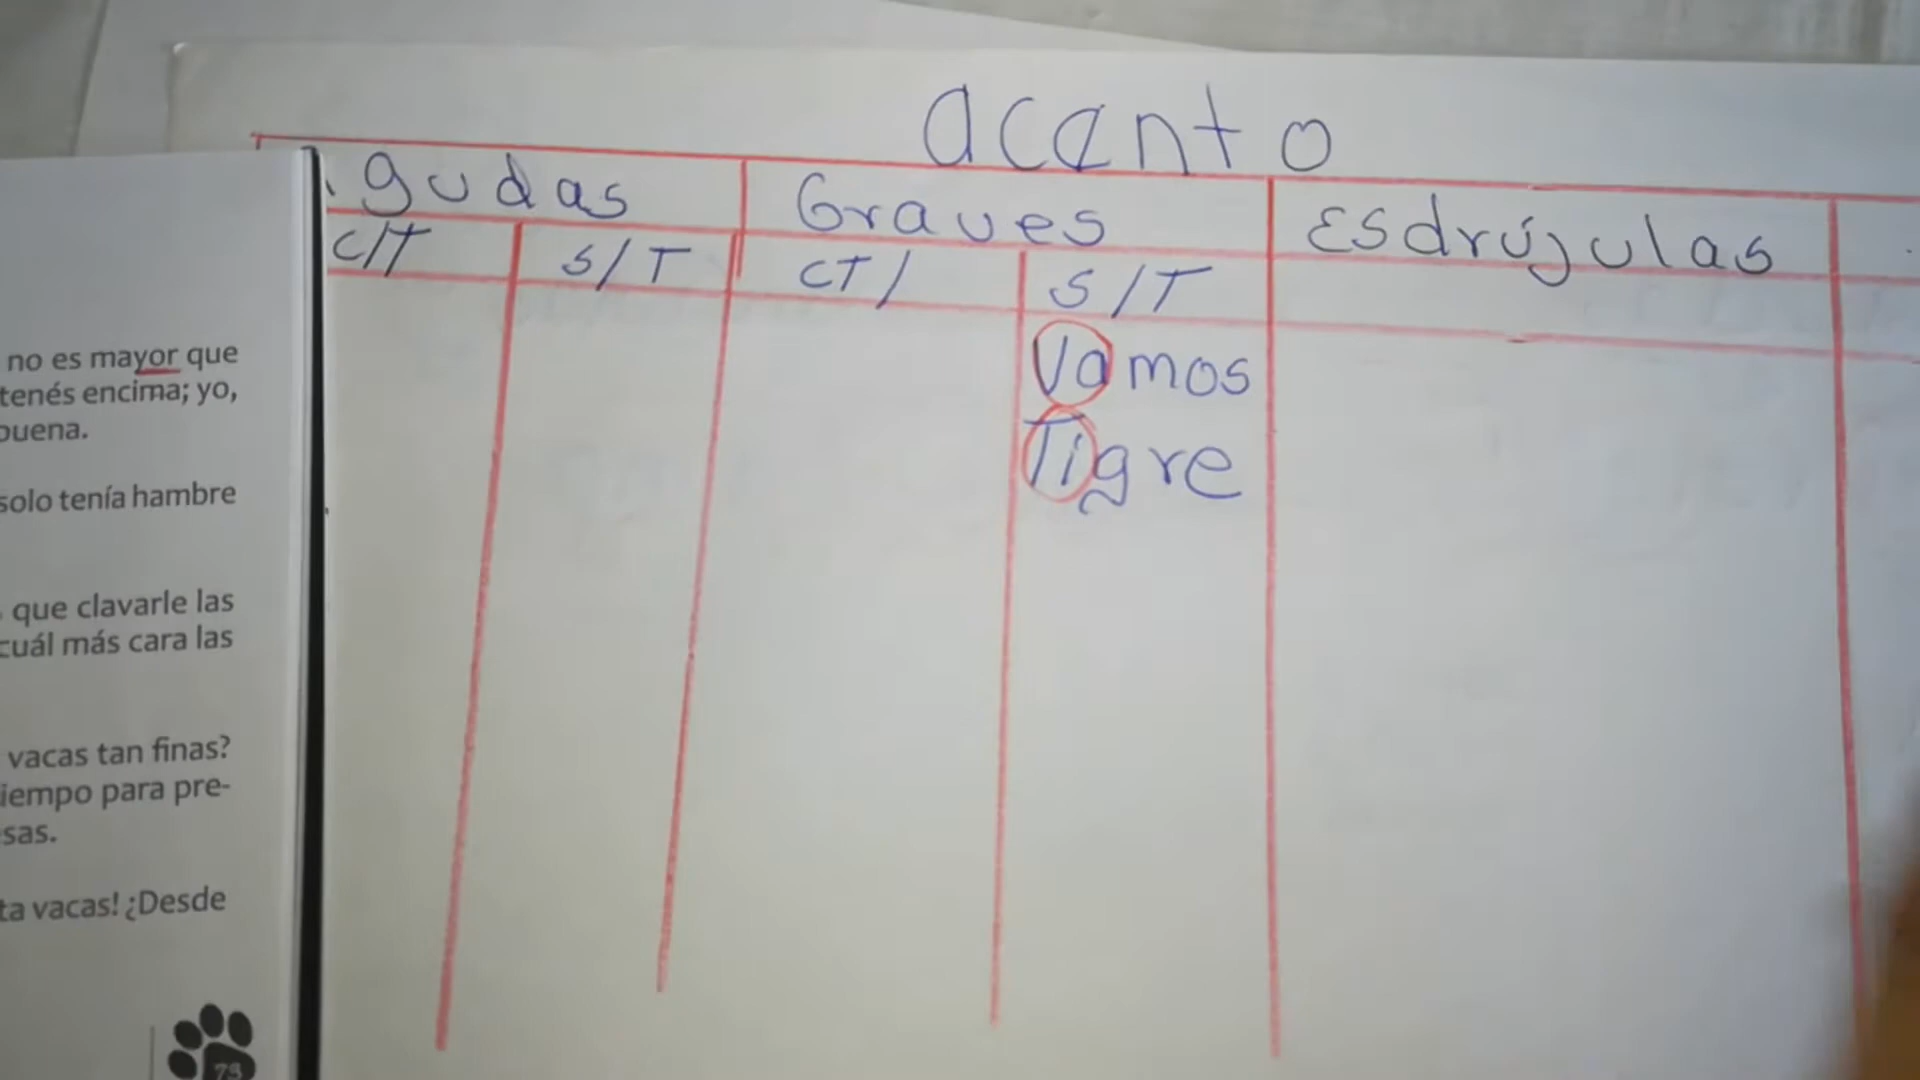 acento
gudas Graves Esdrújulas
C/T S/T CT/ S/T
Vamos
Tigre
no es mayor que
tenés encima; yo,
buena.
solo tenía hambre
que clavarle las
cuál más cara las
vacas tan finas?
iempo para pre-
sas.
ta vacas! ¿Desde
73